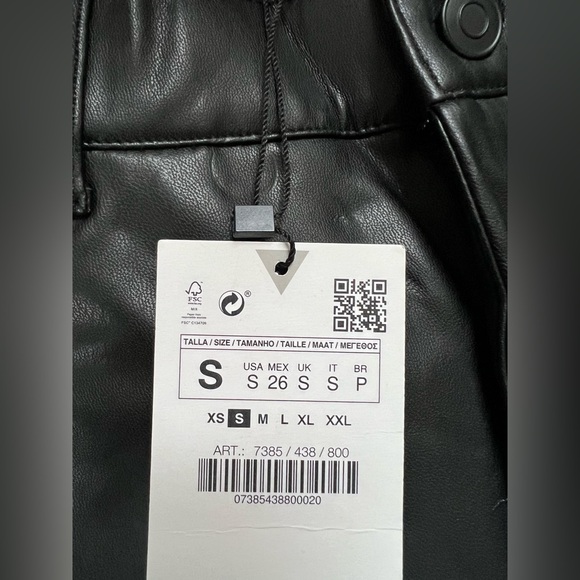 FSC
TALLA / SIZE / TAMANHO / TAILLE / MAAT / ΜΕΓΕΘΟΣ
S
USA MEX UK IT BR
S 26 S S P
XS S M L XL XXL
ART.: 7385 / 438 / 800
07385438800020